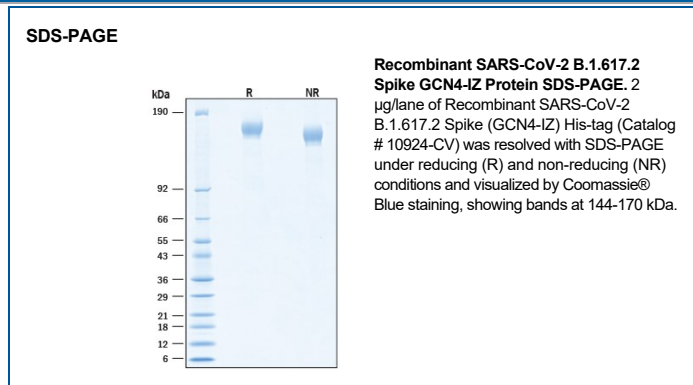 SDS-PAGE
Recombinant SARS-CoV-2 B.1.617.2
Spike GCN4-IZ Protein SDS-PAGE. 2
µg/lane of Recombinant SARS-CoV-2
B.1.617.2 Spike (GCN4-IZ) His-tag (Catalog
# 10924-CV) was resolved with SDS-PAGE
under reducing (R) and non-reducing (NR)
conditions and visualized by Coomassie®
Blue staining, showing bands at 144-170 kDa.
kDa R NR
190
92
66
55
43
36
29
21
18
12
6